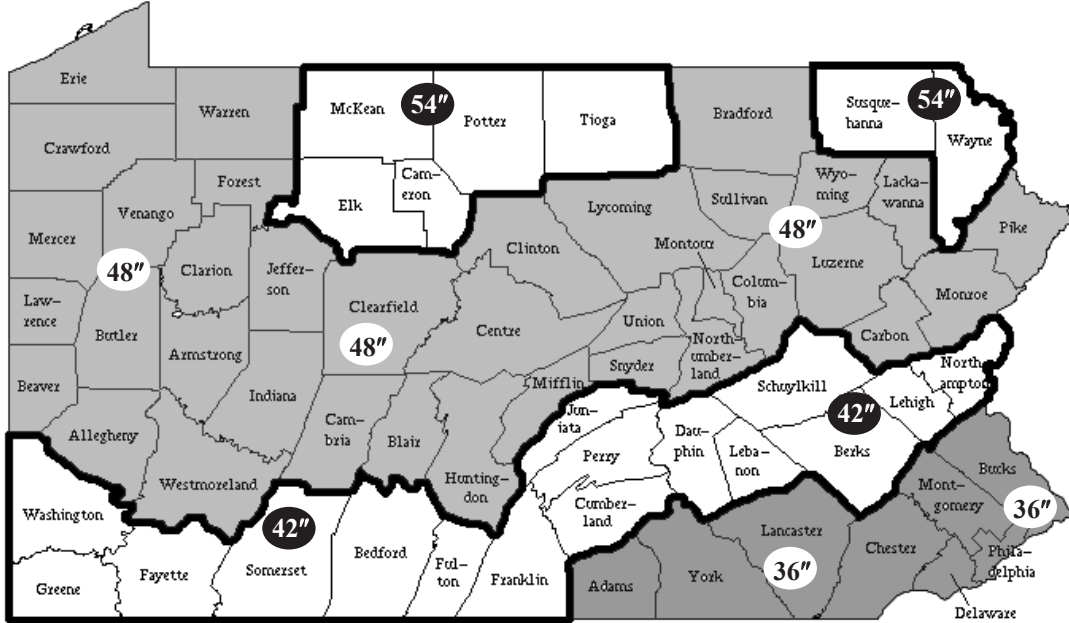 Erie
Warren
McKean
54″
Potter
Tioga
Bradford
Susque-
hanna
54″
Wayne
Crawford
Forest
Elk
Cam-
eron
Venango
Lycoming
Sullivan
Wyo-
ming
Lacka-
wanna
Pike
Mercer
48″
Clarion
Jeffer-
son
Clinton
Montour
48″
Luzerne
Law-
rence
Butler
Armstrong
Clearfield
48″
Centre
Union
Colum-
bia
Monroe
Carbon
Beaver
Indiana
Snyder
North-
umber-
land
Mifflin
North-
ampton
Schuylkill
Lehigh
42″
Allegheny
Cam-
bria
Blair
Hunting-
don
Jun-
iata
Perry
Dau-
phin
Leba-
non
Berks
Bucks
Westmoreland
Cumber-
land
Mont-
gomery
36″
Washington
42″
Bedford
Lancaster
Chester
Phila-
delphia
Greene
Fayette
Somerset
Ful-
ton
Franklin
Adams
York
36″
Delaware